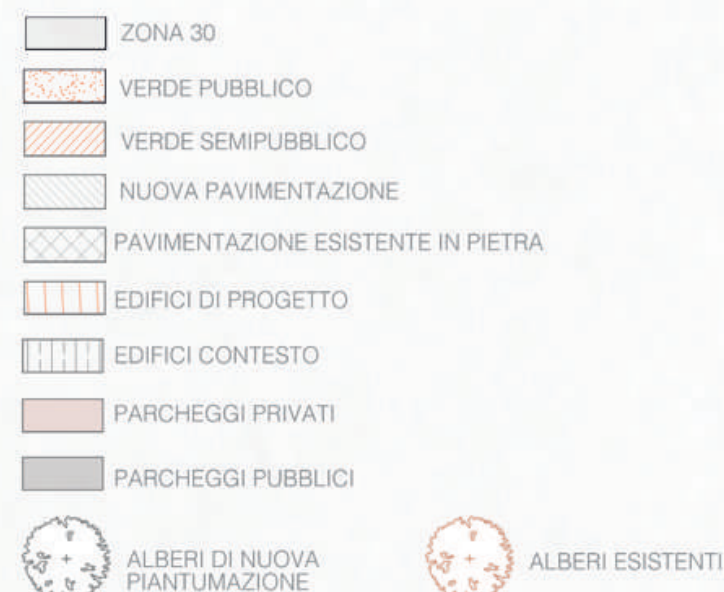 ZONA 30
VERDE PUBBLICO
VERDE SEMIPUBBLICO
NUOVA PAVIMENTAZIONE
PAVIMENTAZIONE ESISTENTE IN PIETRA
EDIFICI DI PROGETTO
EDIFICI CONTESTO
PARCHEGGI PRIVATI
PARCHEGGI PUBBLICI
ALBERI DI NUOVA
PIANTUMAZIONE
ALBERI ESISTENTI